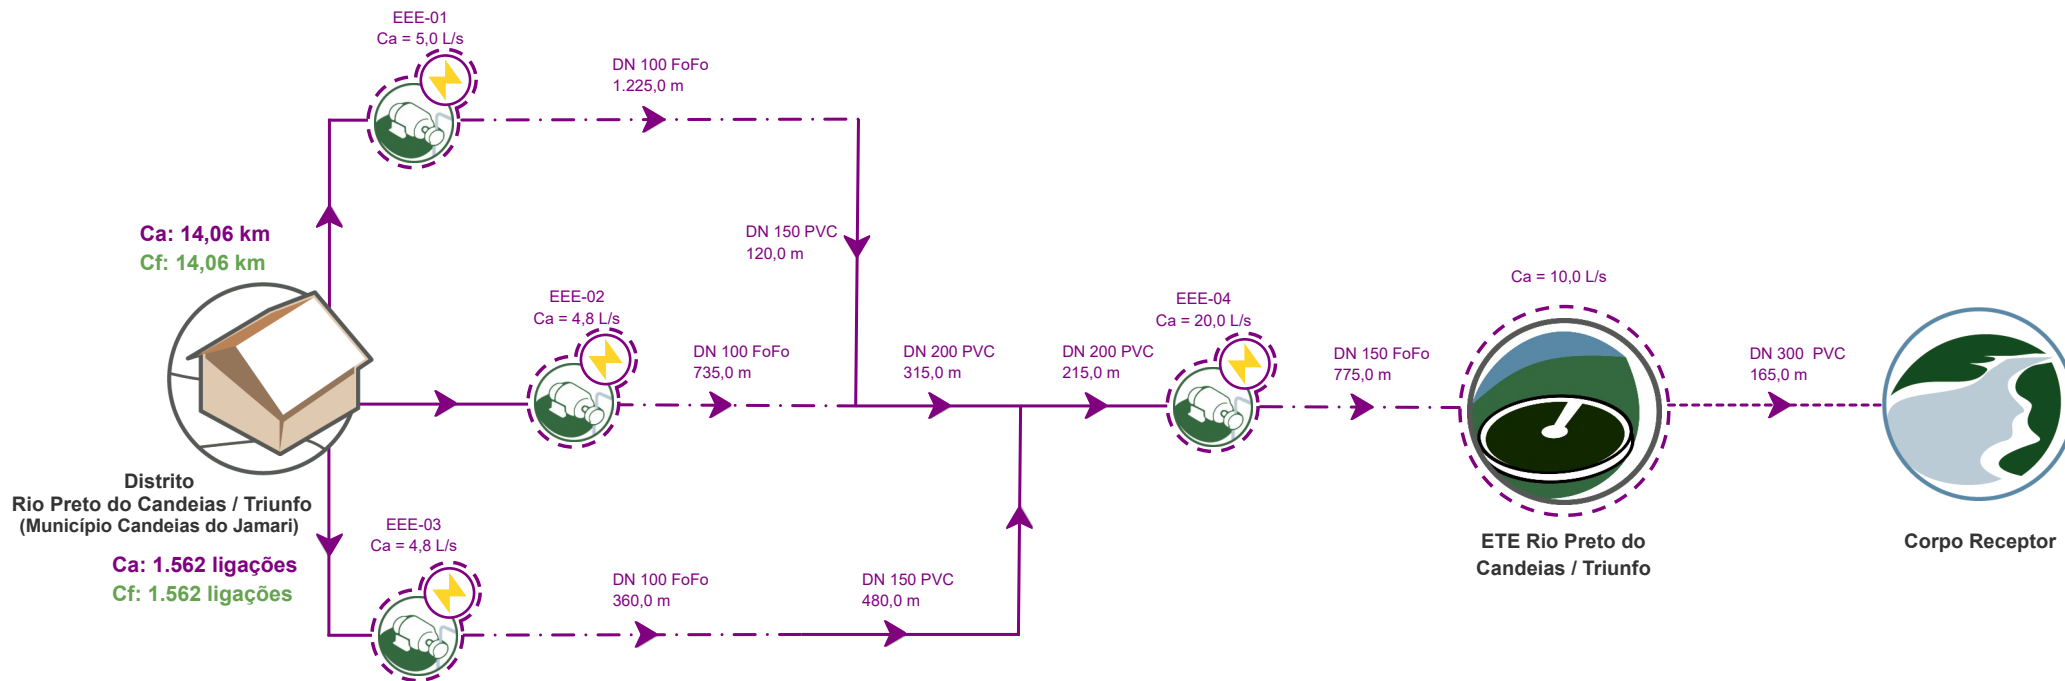 EEE-01
Ca = 5,0 L/s
DN 100 FoFo
1.225,0 m
Ca: 14,06 km
Cf: 14,06 km
DN 150 PVC
120,0 m
EEE-02
Ca = 4,8 L/s
DN 100 FoFo
735,0 m
DN 200 PVC
315,0 m
DN 200 PVC
215,0 m
EEE-04
Ca = 20,0 L/s
DN 150 FoFo
775,0 m
Ca = 10,0 L/s
DN 300 PVC
165,0 m
Distrito
Rio Preto do Candeias / Triunfo
(Município Candeias do Jamari)
Ca: 1.562 ligações
Cf: 1.562 ligações
EEE-03
Ca = 4,8 L/s
DN 100 FoFo
360,0 m
DN 150 PVC
480,0 m
ETE Rio Preto do
Candeias / Triunfo
Corpo Receptor